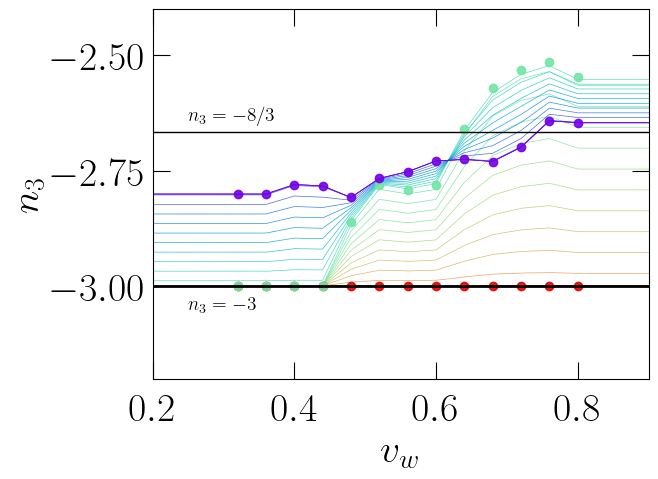 −2.50
n₃ = −8/3
−2.75
n₃
−3.00
n₃ = −3
0.2 0.4 0.6 0.8
v_w